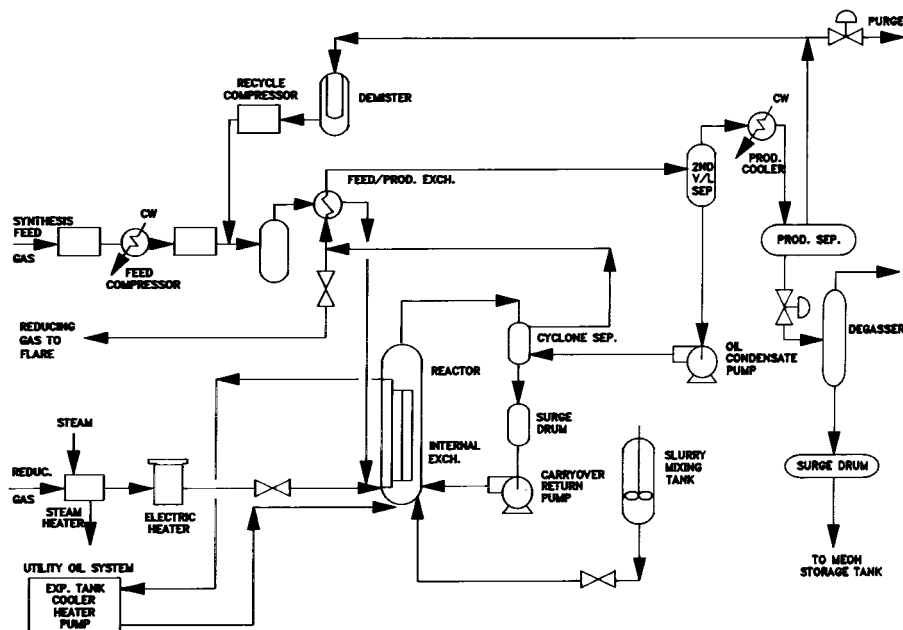 PURGE
RECYCLE
COMPRESSOR
DEMISTER
CW
PROD.
COOLER
2ND
V/L
SEP
FEED/PROD. EXCH.
SYNTHESIS
FEED
GAS
CW
FEED
COMPRESSOR
PROD. SEP.
REDUCING
GAS TO
FLARE
CYCLONE SEP.
DEGASSER
OIL
CONDENSATE
PUMP
REACTOR
STEAM
SURGE
DRUM
INTERNAL
EXCH.
SLURRY
MIXING
TANK
SURGE DRUM
REDUC.
GAS
STEAM
HEATER
ELECTRIC
HEATER
CARRYOVER
RETURN
PUMP
UTILITY OIL SYSTEM
EXP. TANK
COOLER
HEATER
PUMP
TO MEOH
STORAGE TANK